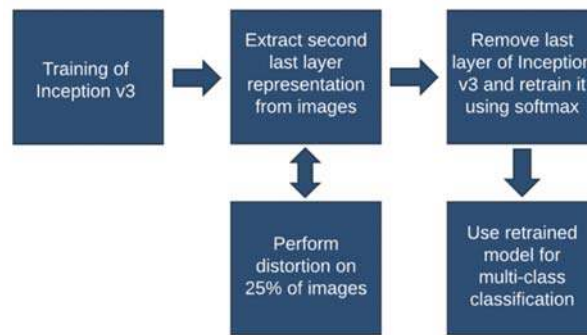 Training of
Inception v3
Extract second
last layer
representation
from images
Remove last
layer of Inception
v3 and retrain it
using softmax
Perform
distortion on
25% of images
Use retrained
model for
multi-class
classification